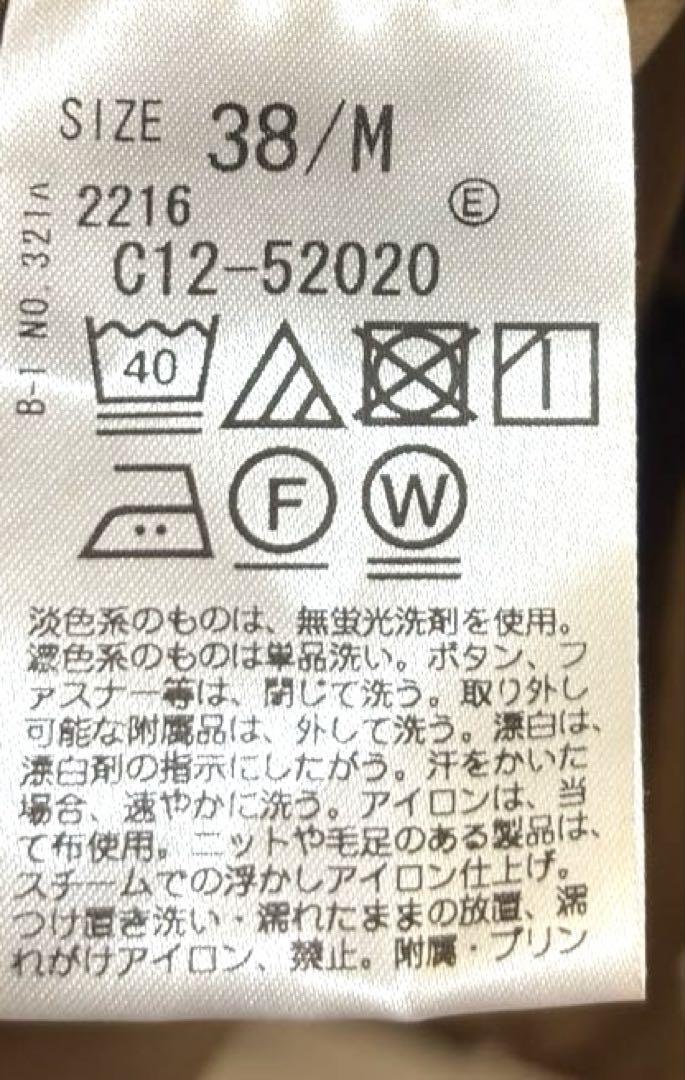 SIZE 38/M
2216 Ⓔ
C12-52020
B-1 NO.321A
40
F W
淡色系のものは、無蛍光洗剤を使用。
濃色系のものは単品洗い。ボタン、フ
ァスナー等は、閉じて洗う。取り外し
可能な附属品は、外して洗う。漂白は、
漂白剤の指示にしたがう。汗をかいた
場合、速やかに洗う。アイロンは、当
て布使用。ニットや毛足のある製品は、
スチームでの浮かしアイロン仕上げ。
つけ置き洗い・濡れたままの放置、濡
れがけアイロン、禁止。附属・プリン